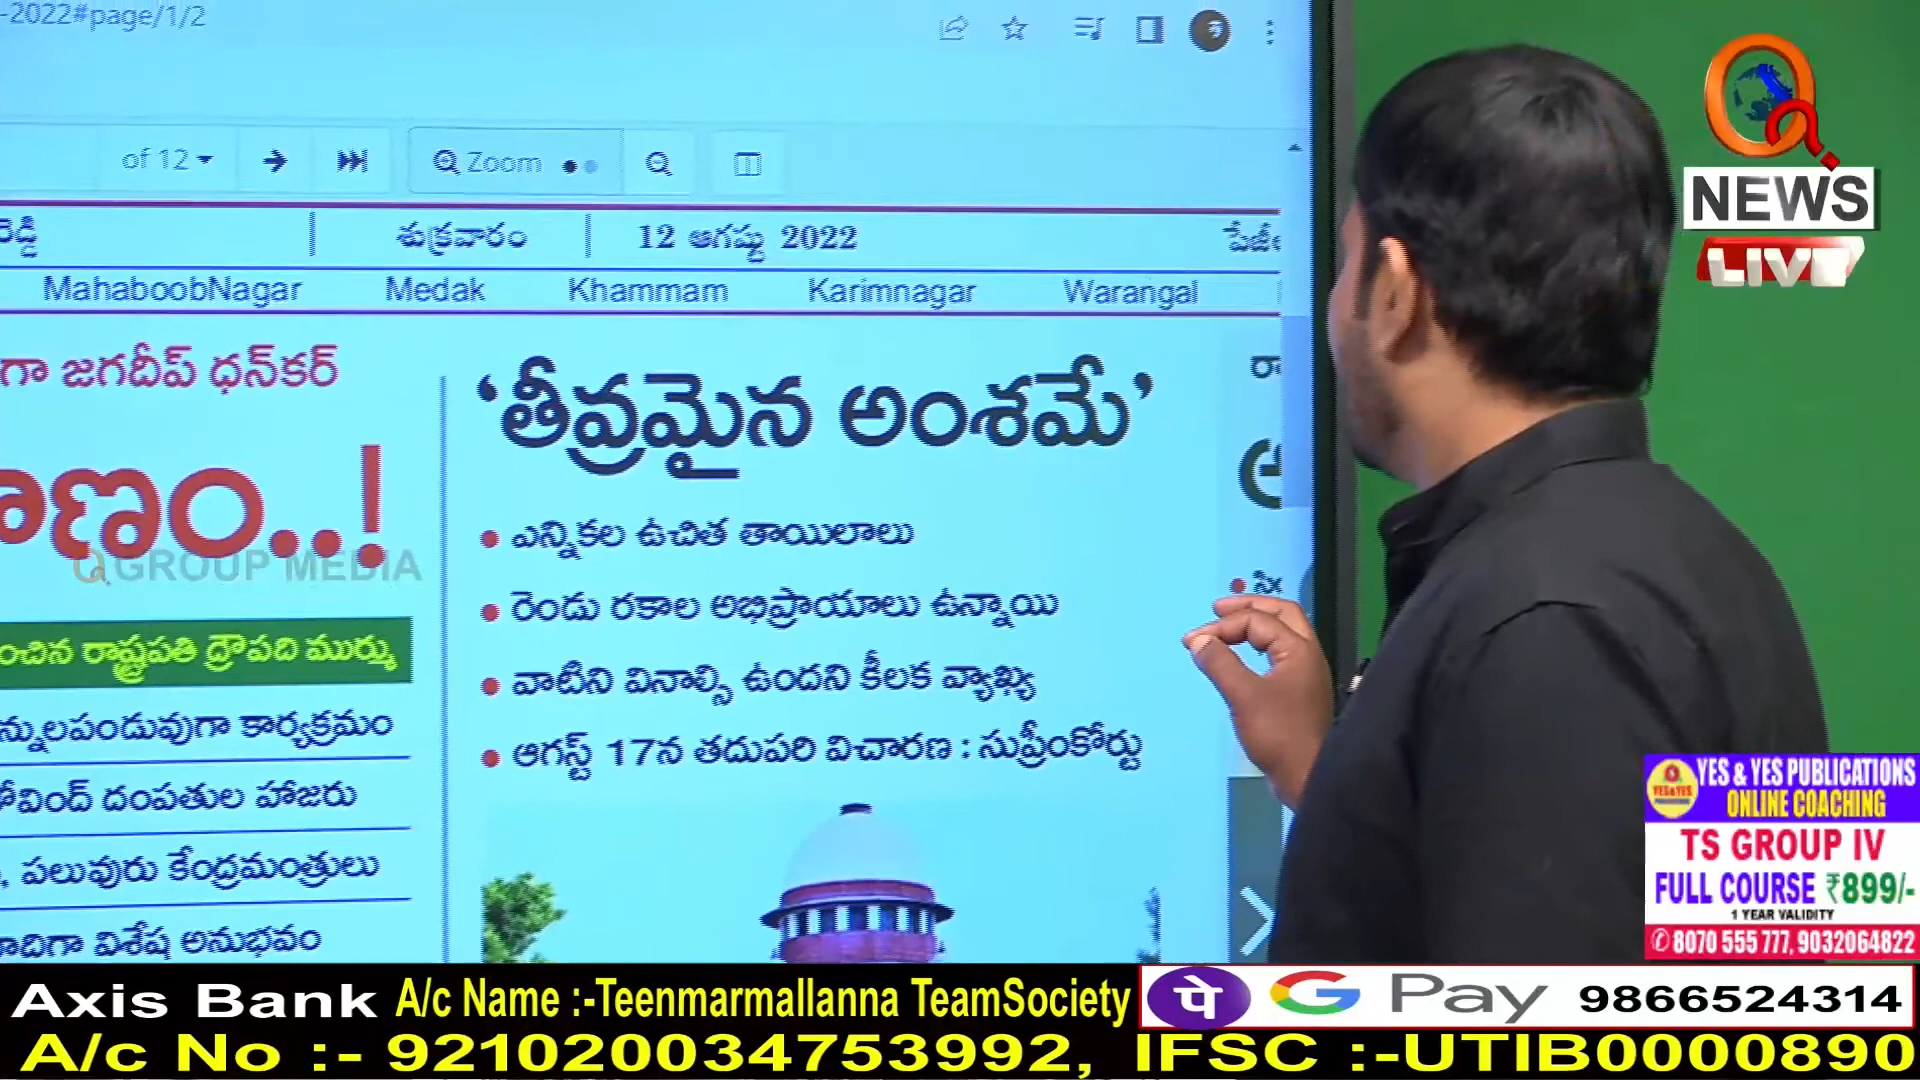 -2022#page/1/2
of 12
Zoom
శుక్రవారం
12 ఆగష్టు 2022
MahaboobNagar Medak Khammam Karimnagar Warangal
గా జగదీప్ ధన్‌కర్
‘తీవ్రమైన అంశమే’
ణం..!
• ఎన్నికల ఉచిత తాయిలాలు
• రెండు రకాల అభిప్రాయాలు ఉన్నాయి
• వాటిని వినాల్సి ఉందని కీలక వ్యాఖ్య
• ఆగస్ట్ 17న తదుపరి విచారణ : సుప్రీంకోర్టు
GROUP MEDIA
రాష్ట్రపతి ద్రౌపది ముర్ము
కార్యక్రమం
దంపతుల హాజరు
, పలువురు కేంద్రమంత్రులు
విశేష అనుభవం
Q
NEWS
LIVE
YES & YES PUBLICATIONS
ONLINE COACHING
TS GROUP IV
FULL COURSE ₹899/-
1 YEAR VALIDITY
8070 555 777, 9032064822
Axis Bank A/c Name :-Teenmarmallanna TeamSociety
पे G Pay 9866524314
A/c No :- 921020034753992, IFSC :-UTIB0000890